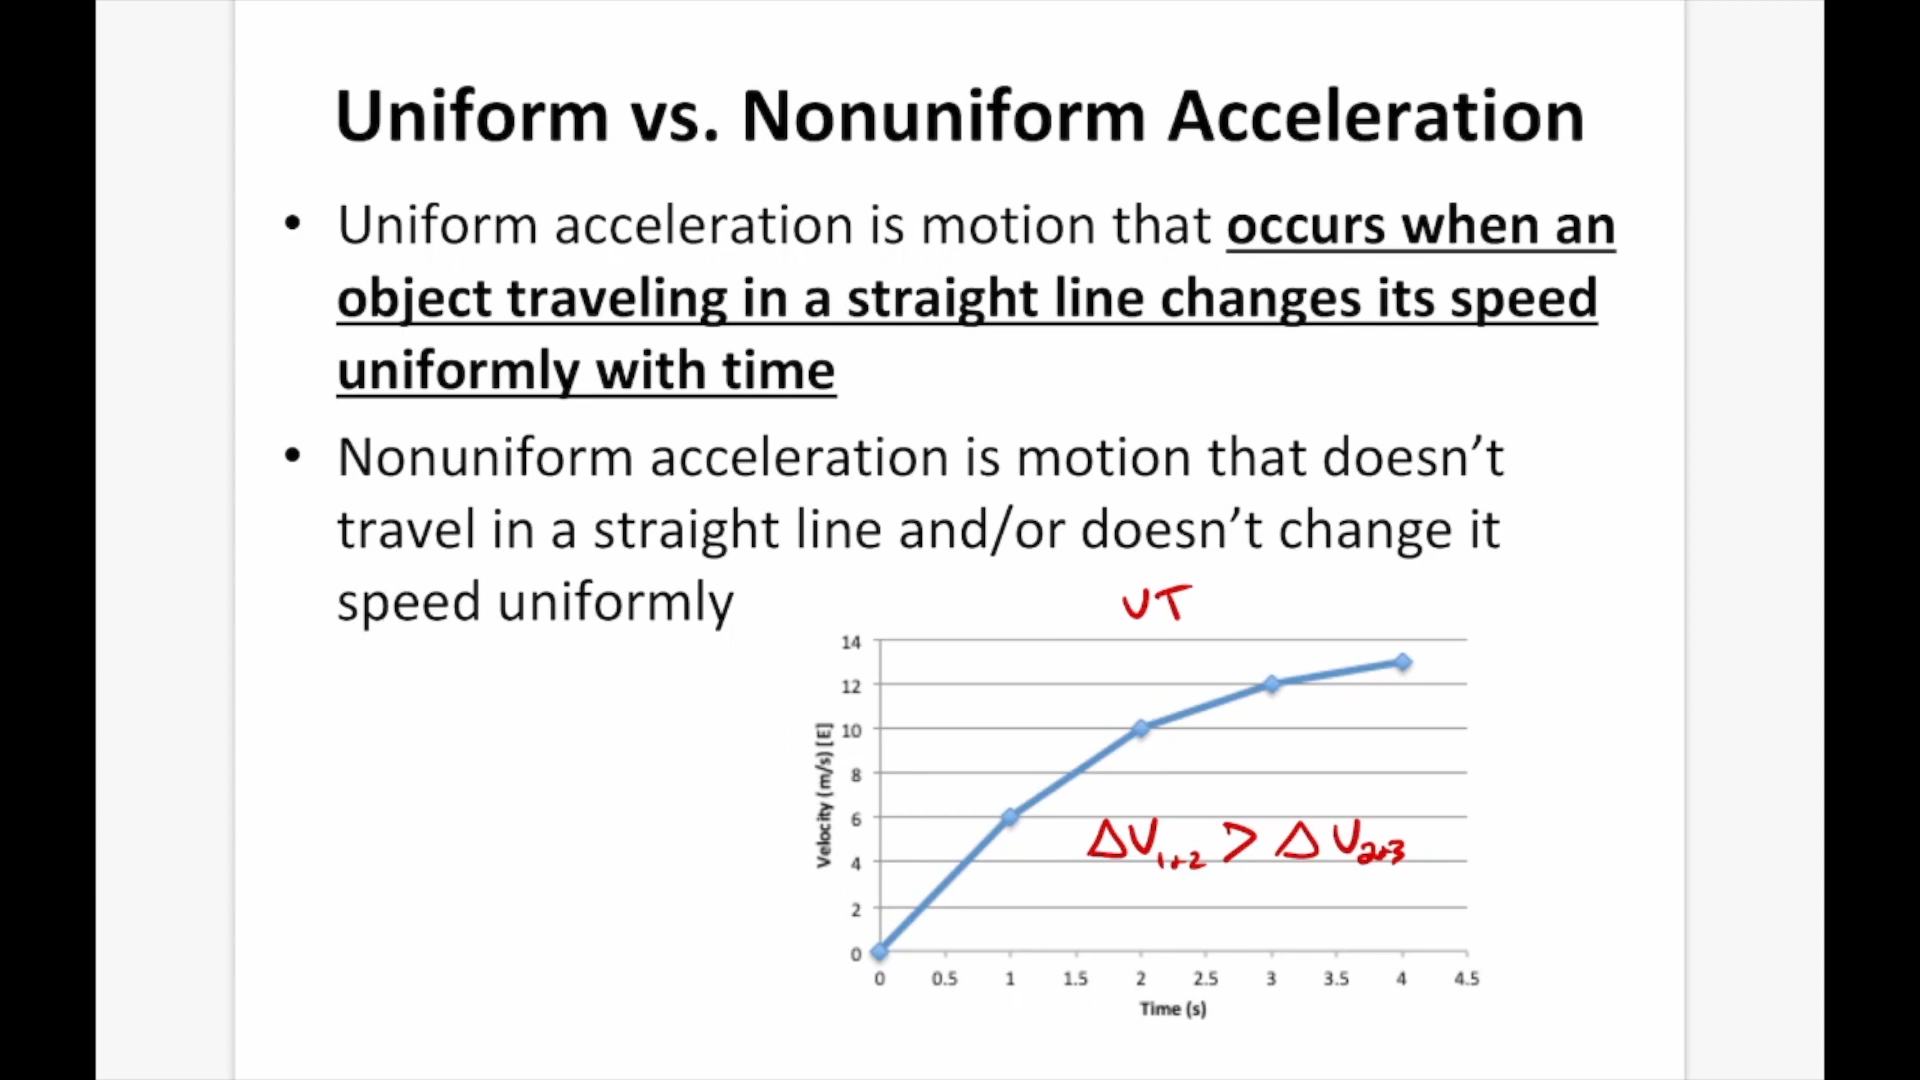 Uniform vs. Nonuniform Acceleration
• Uniform acceleration is motion that occurs when an
object traveling in a straight line changes its speed
uniformly with time
• Nonuniform acceleration is motion that doesn’t
travel in a straight line and/or doesn’t change it
speed uniformly
VT
14
12
10
8
6
4
2
0
Velocity (m/s) [E]
ΔV1+2 > ΔV2+3
0 0.5 1 1.5 2 2.5 3 3.5 4 4.5
Time (s)